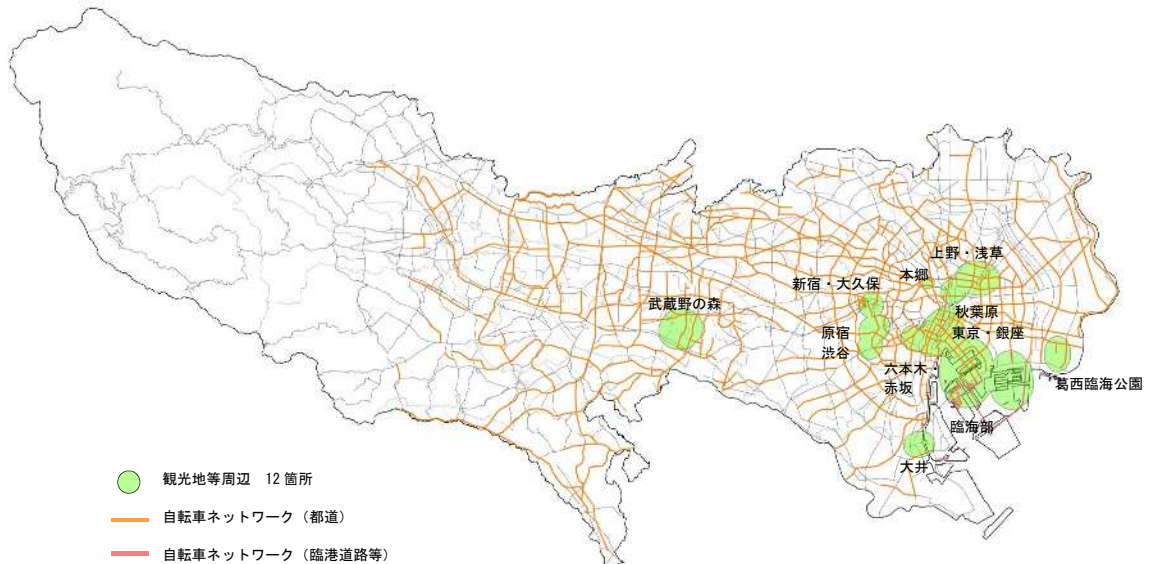 上野・浅草
本郷
新宿・大久保
武蔵野の森
秋葉原
原宿
渋谷
東京・銀座
六本木・
赤坂
葛西臨海公園
臨海部
大井
観光地等周辺 12箇所
自転車ネットワーク（都道）
自転車ネットワーク（臨港道路等）